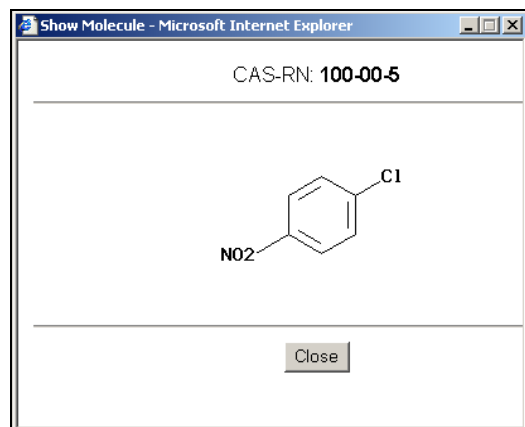 Show Molecule - Microsoft Internet Explorer
CAS-RN: 100-00-5
Cl
NO2
Close